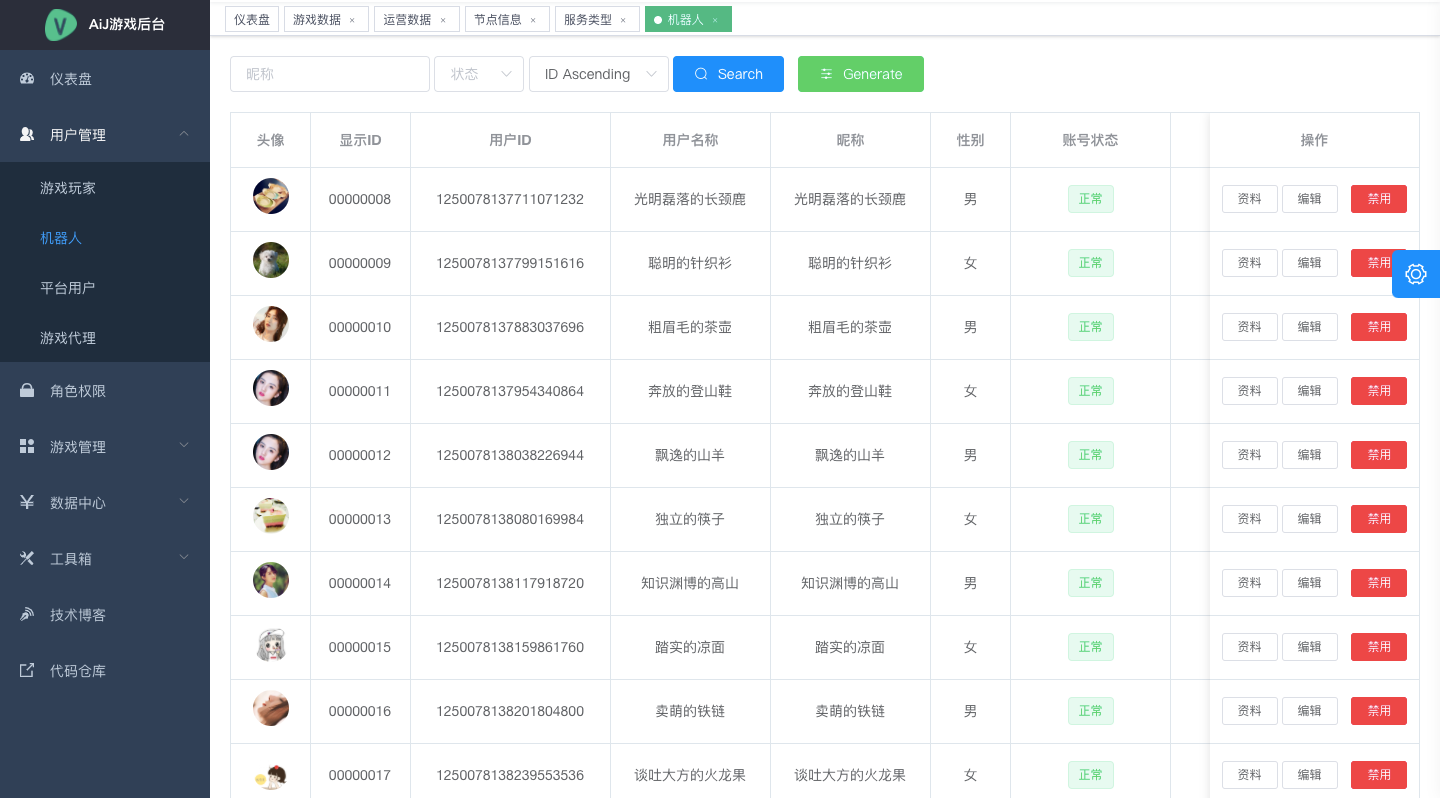 AiJ游戏后台
仪表盘
用户管理
游戏玩家
机器人
平台用户
游戏代理
角色权限
游戏管理
数据中心
工具箱
技术博客
代码仓库
仪表盘 游戏数据 × 运营数据 × 节点信息 × 服务类型 × 机器人 ×
昵称 状态 ID Ascending Search Generate
头像 显示ID 用户ID 用户名称 昵称 性别 账号状态 操作
00000008 1250078137711071232 光明磊落的长颈鹿 光明磊落的长颈鹿 男 正常 资料 编辑 禁用
00000009 1250078137799151616 聪明的针织衫 聪明的针织衫 女 正常 资料 编辑 禁用
00000010 1250078137883037696 粗眉毛的茶壶 粗眉毛的茶壶 男 正常 资料 编辑 禁用
00000011 1250078137954340864 奔放的登山鞋 奔放的登山鞋 女 正常 资料 编辑 禁用
00000012 1250078138038226944 飘逸的山羊 飘逸的山羊 男 正常 资料 编辑 禁用
00000013 1250078138080169984 独立的筷子 独立的筷子 女 正常 资料 编辑 禁用
00000014 1250078138117918720 知识渊博的高山 知识渊博的高山 男 正常 资料 编辑 禁用
00000015 1250078138159861760 踏实的凉面 踏实的凉面 女 正常 资料 编辑 禁用
00000016 1250078138201804800 卖萌的铁链 卖萌的铁链 男 正常 资料 编辑 禁用
00000017 1250078138239553536 谈吐大方的火龙果 谈吐大方的火龙果 女 正常 资料 编辑 禁用